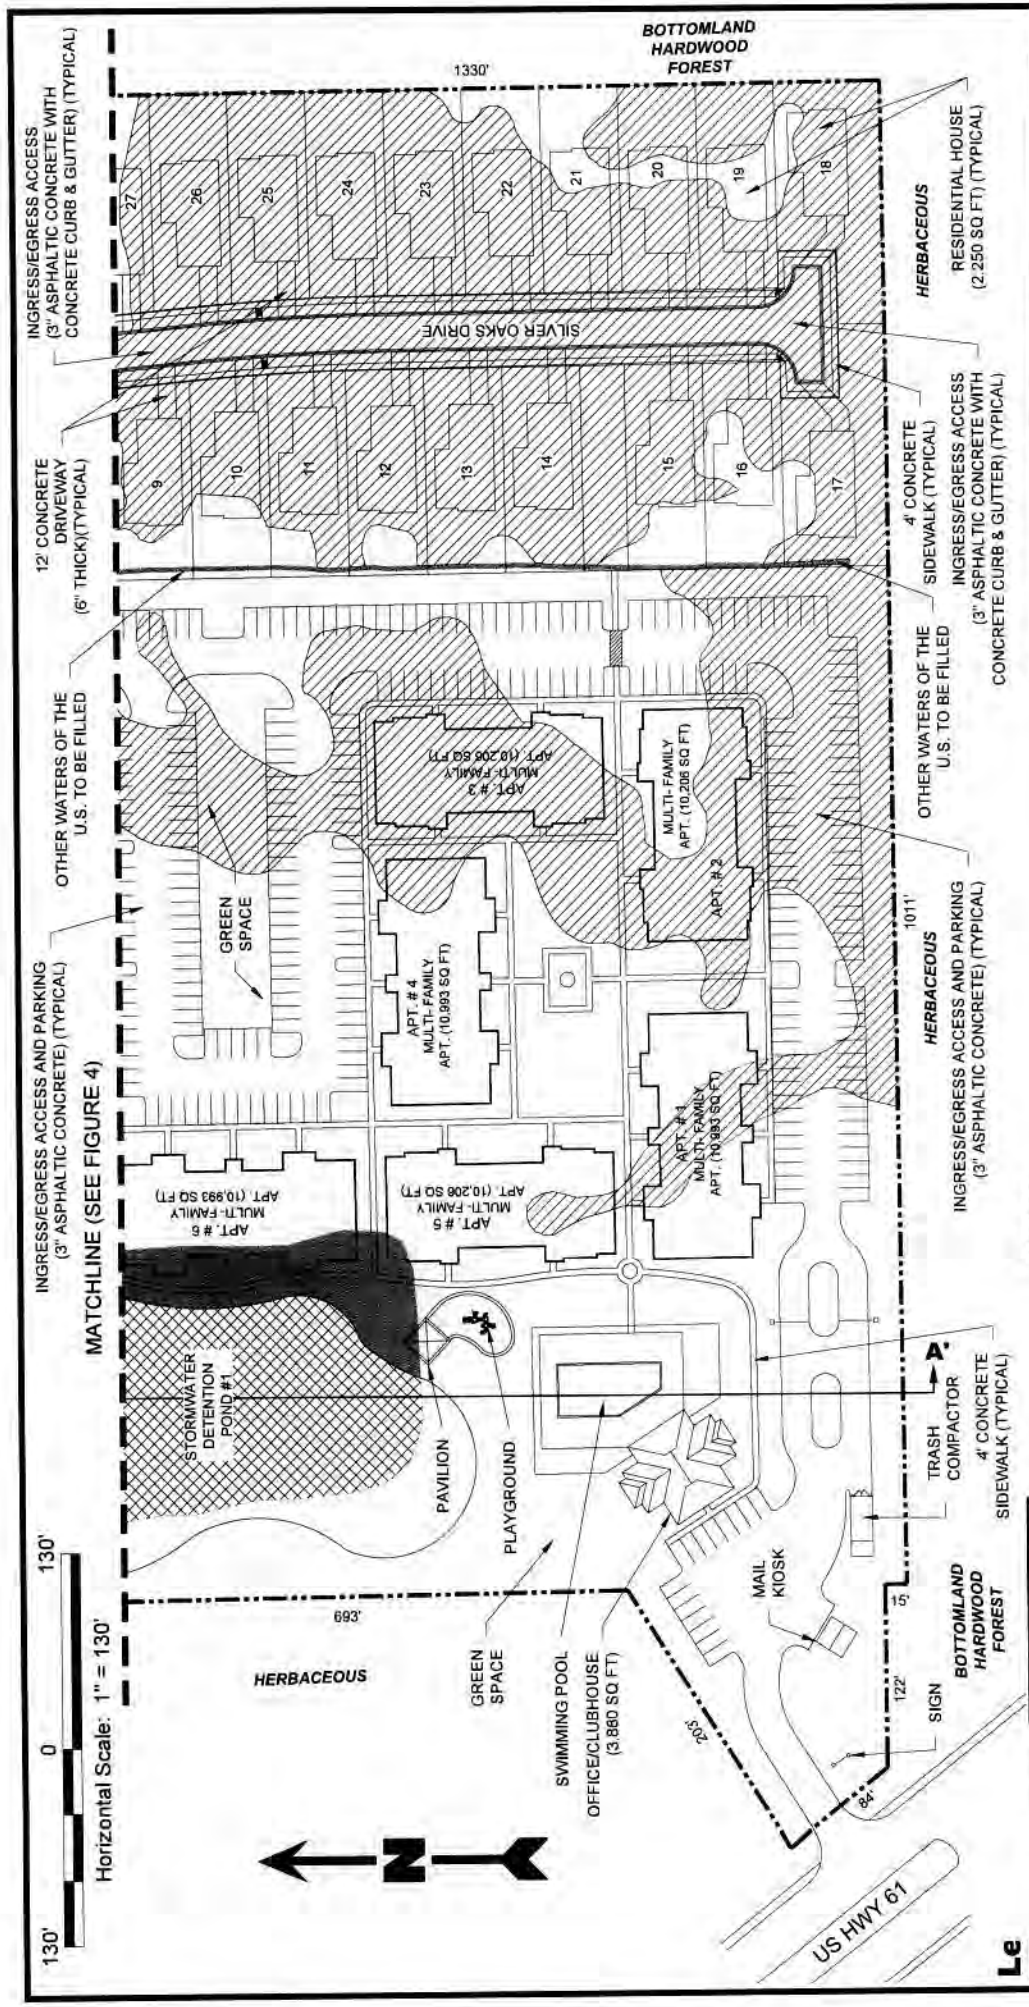 INGRESS/EGRESS ACCESS
(3" ASPHALTIC CONCRETE WITH
CONCRETE CURB & GUTTER) (TYPICAL)
12' CONCRETE
DRIVEWAY
(6" THICK)(TYPICAL)
OTHER WATERS OF THE
U.S. TO BE FILLED
INGRESS/EGRESS ACCESS AND PARKING
(3" ASPHALTIC CONCRETE) (TYPICAL)
MATCHLINE (SEE FIGURE 4)
130'
0
130'
Horizontal Scale: 1" = 130'
1330'
BOTTOMLAND
HARDWOOD
FOREST
27
26
25
24
23
22
21
20
19
18
SILVER OAKS DRIVE
9
10
11
12
13
14
15
16
17
HERBACEOUS
RESIDENTIAL HOUSE
(2,250 SQ FT) (TYPICAL)
4' CONCRETE
SIDEWALK (TYPICAL)
INGRESS/EGRESS ACCESS
(3" ASPHALTIC CONCRETE WITH
CONCRETE CURB & GUTTER) (TYPICAL)
OTHER WATERS OF THE
U.S. TO BE FILLED
GREEN
SPACE
APT. # 3
MULTI-FAMILY
APT. (10,206 SQ FT)
MULTI-FAMILY
APT. (10,206 SQ FT)
APT. # 2
APT. # 4
MULTI-FAMILY
APT. (10,993 SQ FT)
APT. # 1
MULTI-FAMILY
APT. (10,993 SQ FT)
APT. # 6
MULTI-FAMILY
APT. (10,993 SQ FT)
APT. # 5
MULTI-FAMILY
APT. (10,206 SQ FT)
1011'
HERBACEOUS
INGRESS/EGRESS ACCESS AND PARKING
(3" ASPHALTIC CONCRETE) (TYPICAL)
STORMWATER
DETENTION
POND #1
PAVILION
PLAYGROUND
A'
TRASH
COMPACTOR
4' CONCRETE
SIDEWALK (TYPICAL)
693'
HERBACEOUS
GREEN
SPACE
SWIMMING POOL
OFFICE/CLUBHOUSE
(3,880 SQ FT)
MAIL
KIOSK
15'
BOTTOMLAND
HARDWOOD
FOREST
122'
SIGN
205'
84'
N
US HWY 61
Le